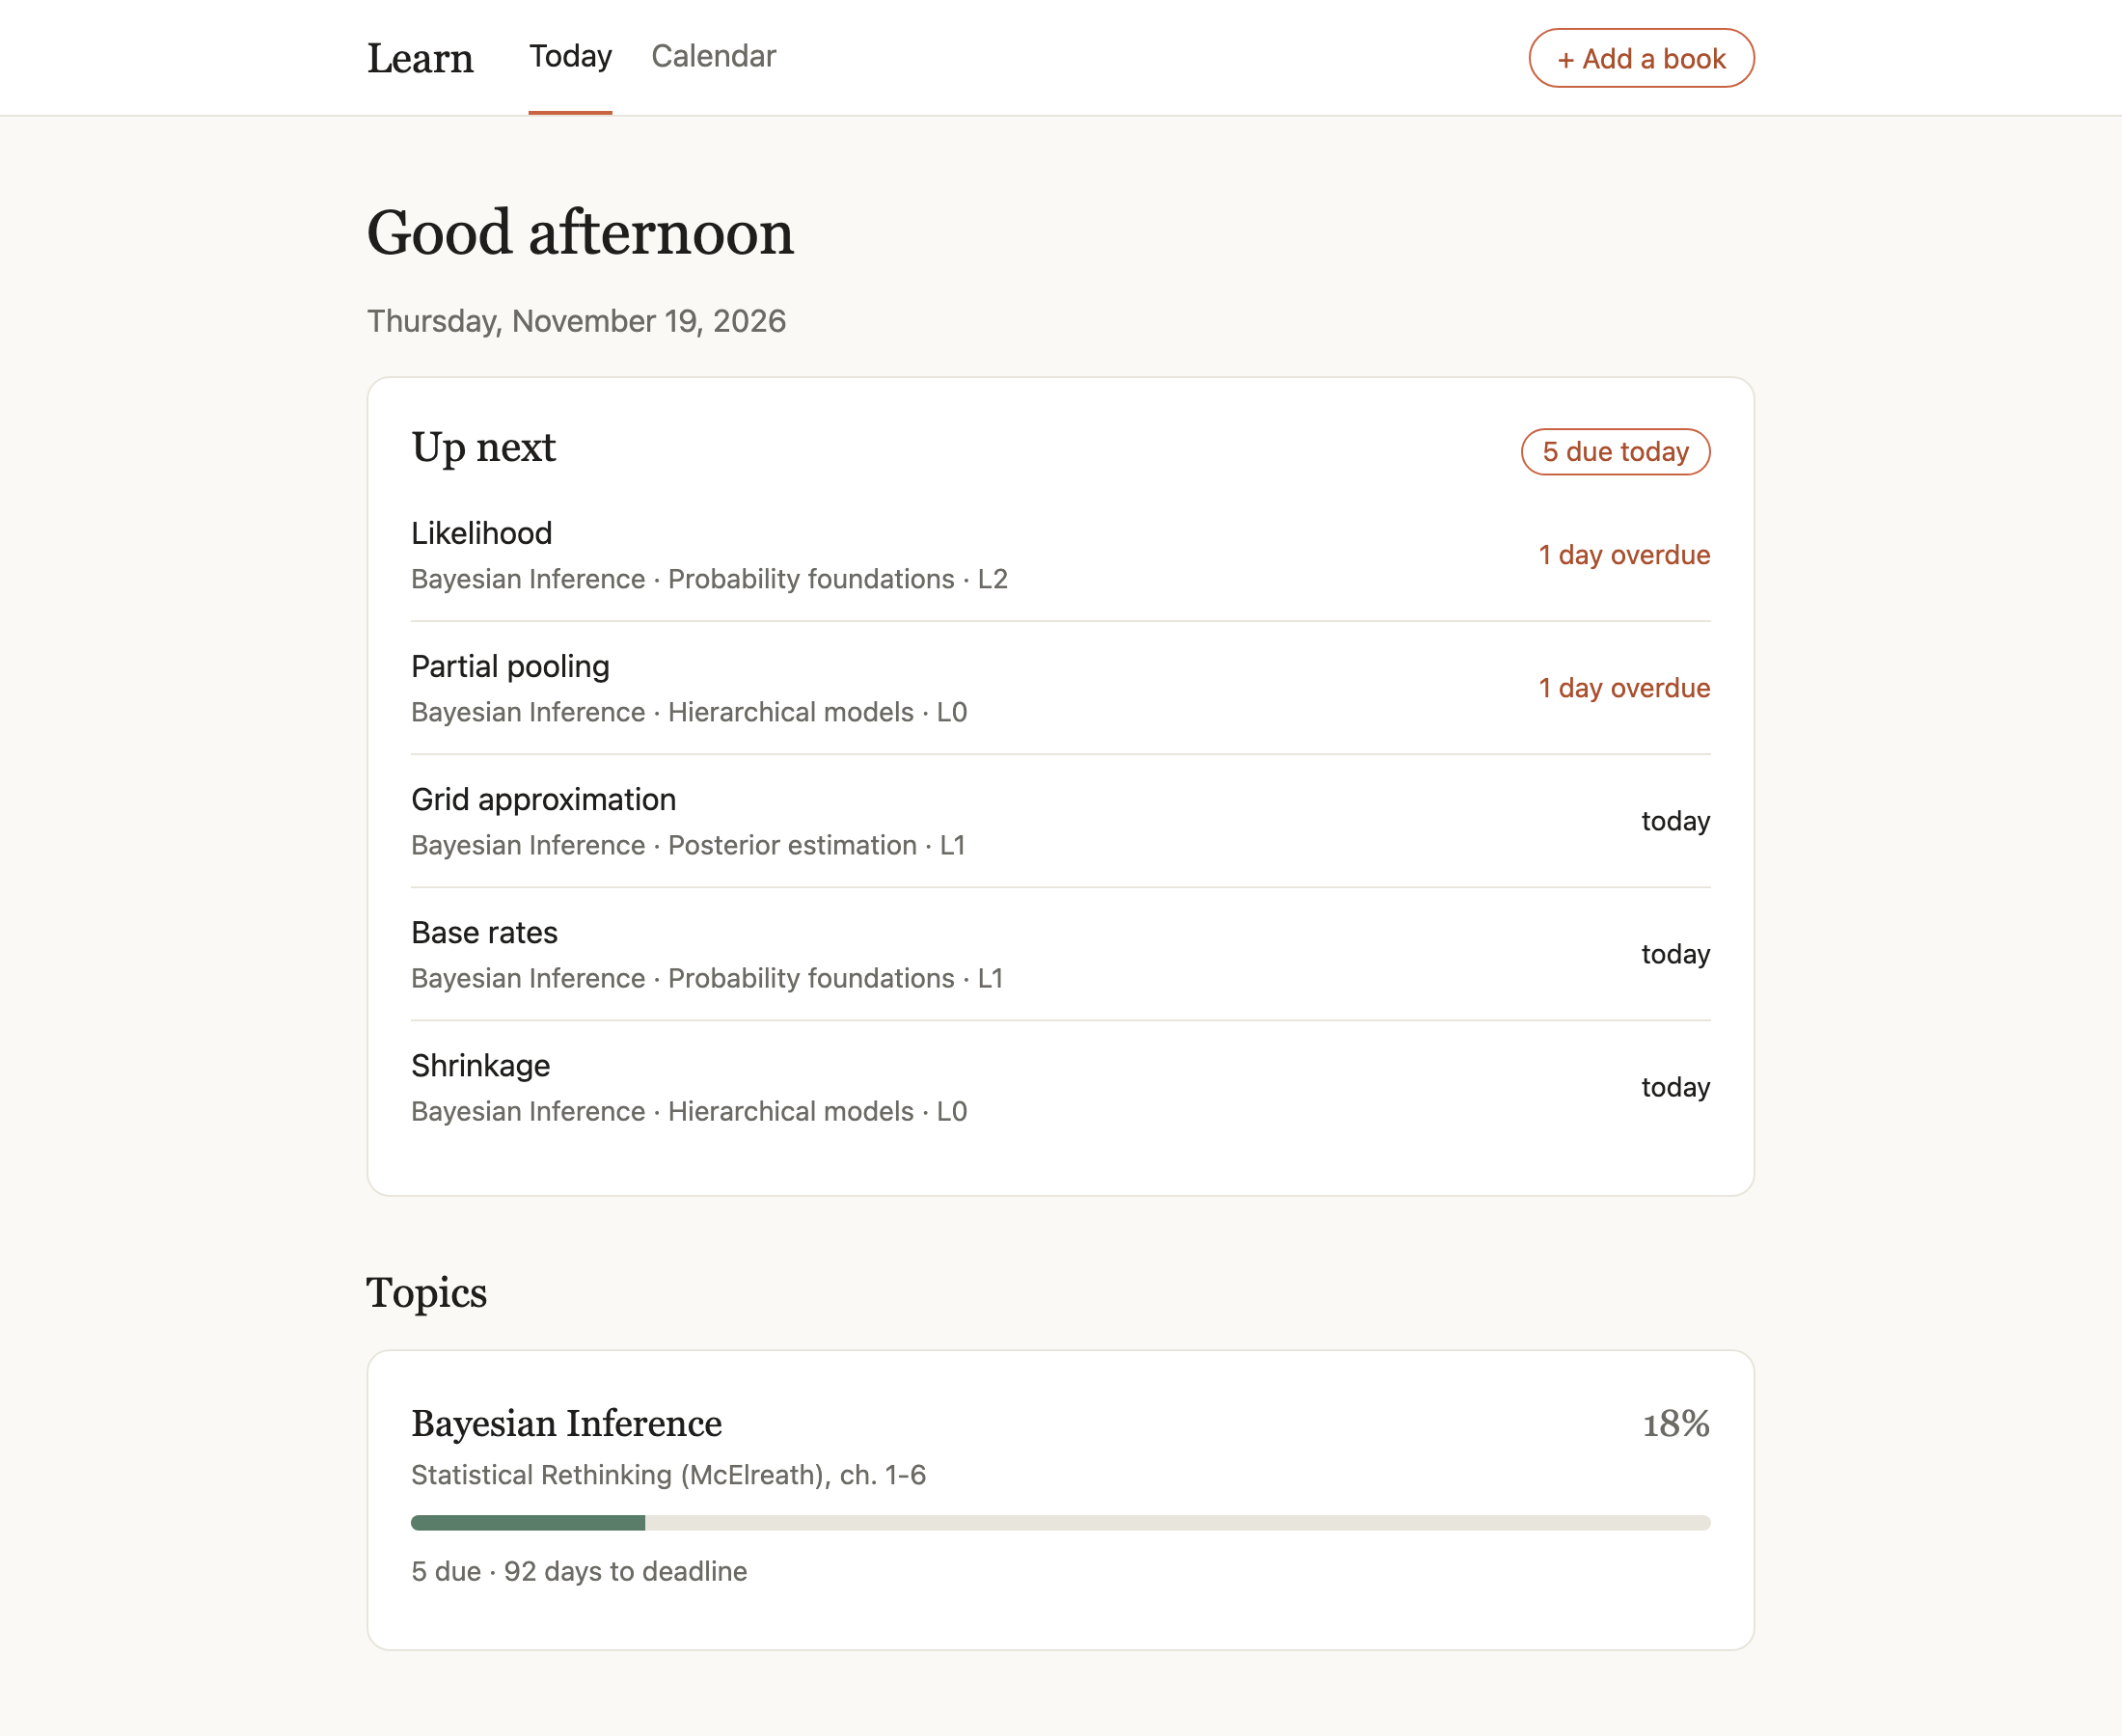 Learn
Today
Calendar
+ Add a book
Good afternoon
Thursday, November 19, 2026
Up next
5 due today
Likelihood
Bayesian Inference · Probability foundations · L2
1 day overdue
Partial pooling
Bayesian Inference · Hierarchical models · L0
1 day overdue
Grid approximation
Bayesian Inference · Posterior estimation · L1
today
Base rates
Bayesian Inference · Probability foundations · L1
today
Shrinkage
Bayesian Inference · Hierarchical models · L0
today
Topics
Bayesian Inference
18%
Statistical Rethinking (McElreath), ch. 1-6
5 due · 92 days to deadline